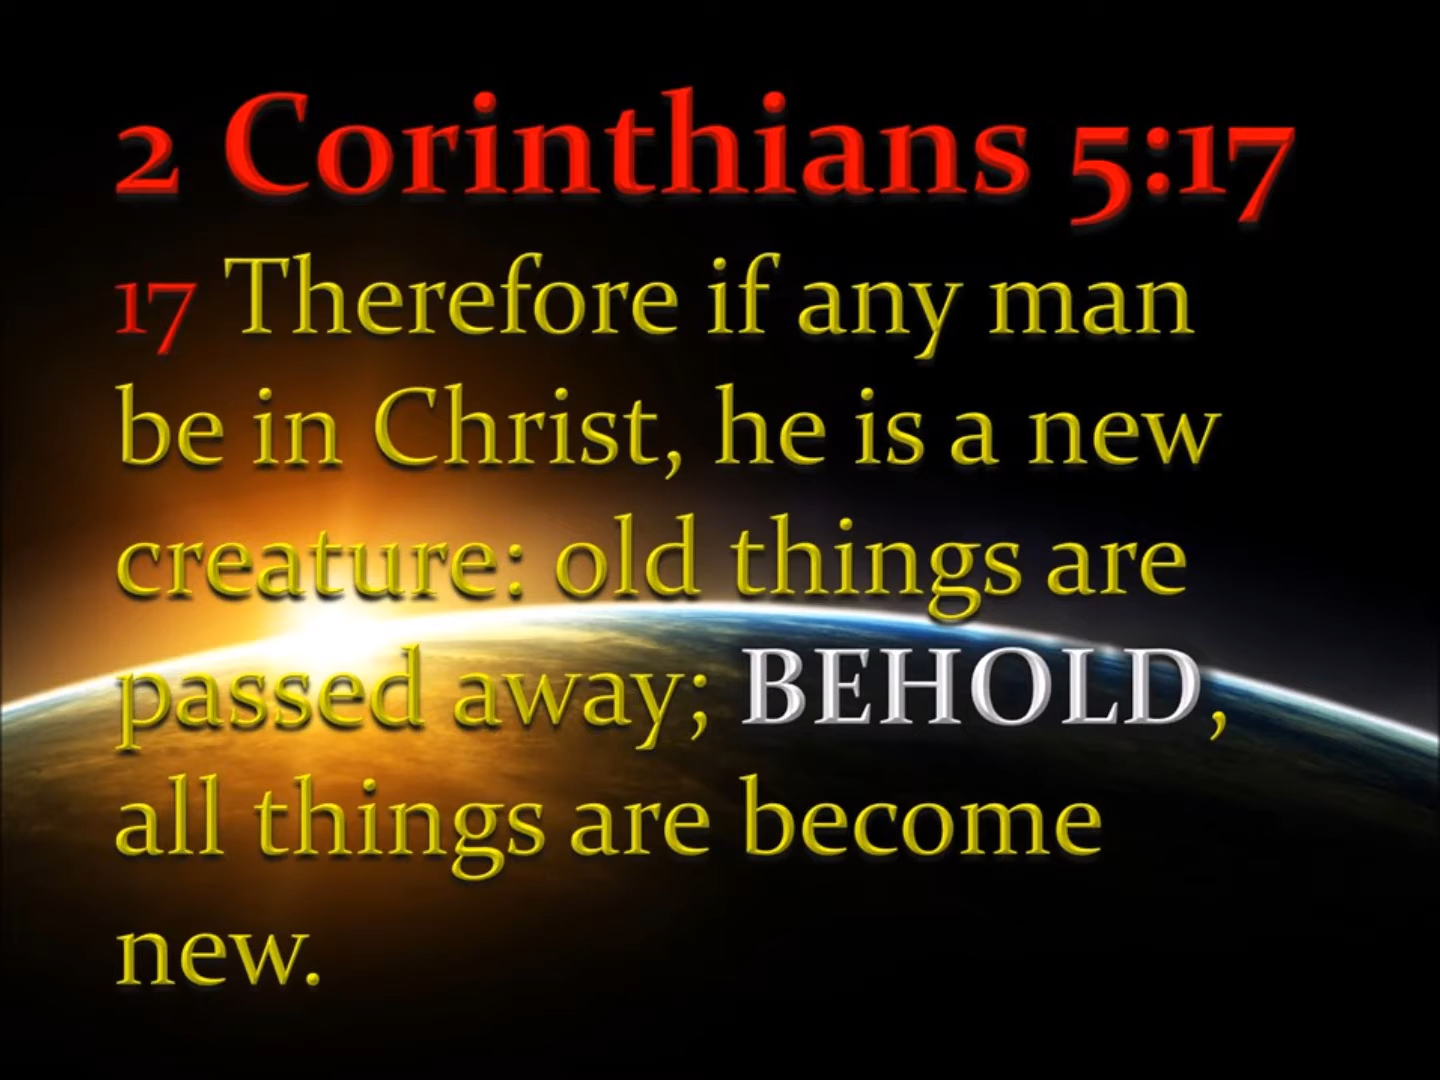 2 Corinthians 5:17
17 Therefore if any man
be in Christ, he is a new
creature: old things are
passed away; BEHOLD,
all things are become
new.